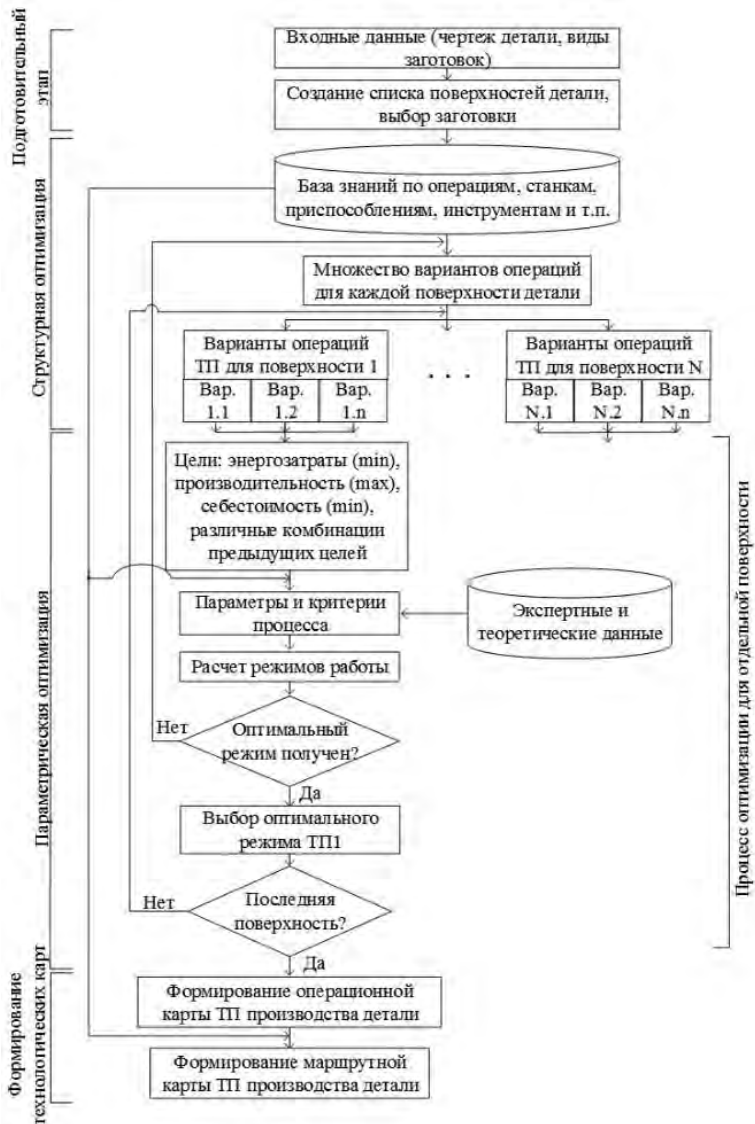 Подготовительный
этап
Входные данные (чертеж детали, виды
заготовок)
Создание списка поверхностей детали,
выбор заготовки
Структурная оптимизация
База знаний по операциям, станкам,
приспособлениям, инструментам и т.п.
Множество вариантов операций
для каждой поверхности детали
Варианты операций
ТП для поверхности 1
Вар.
1.1
Вар.
1.2
Вар.
1.n
. . .
Варианты операций
ТП для поверхности N
Вар.
N.1
Вар.
N.2
Вар.
N.n
Параметрическая оптимизация
Цели: энергозатраты (min),
производительность (max),
себестоимость (min),
различные комбинации
предыдущих целей
Параметры и критерии
процесса
Экспертные и
теоретические данные
Расчет режимов работы
Оптимальный
режим получен?
Нет
Да
Выбор оптимального
режима ТП1
Последняя
поверхность?
Нет
Да
Процесс оптимизации для отдельной поверхности
Формирование
технологических карт
Формирование операционной
карты ТП производства детали
Формирование маршрутной
карты ТП производства детали